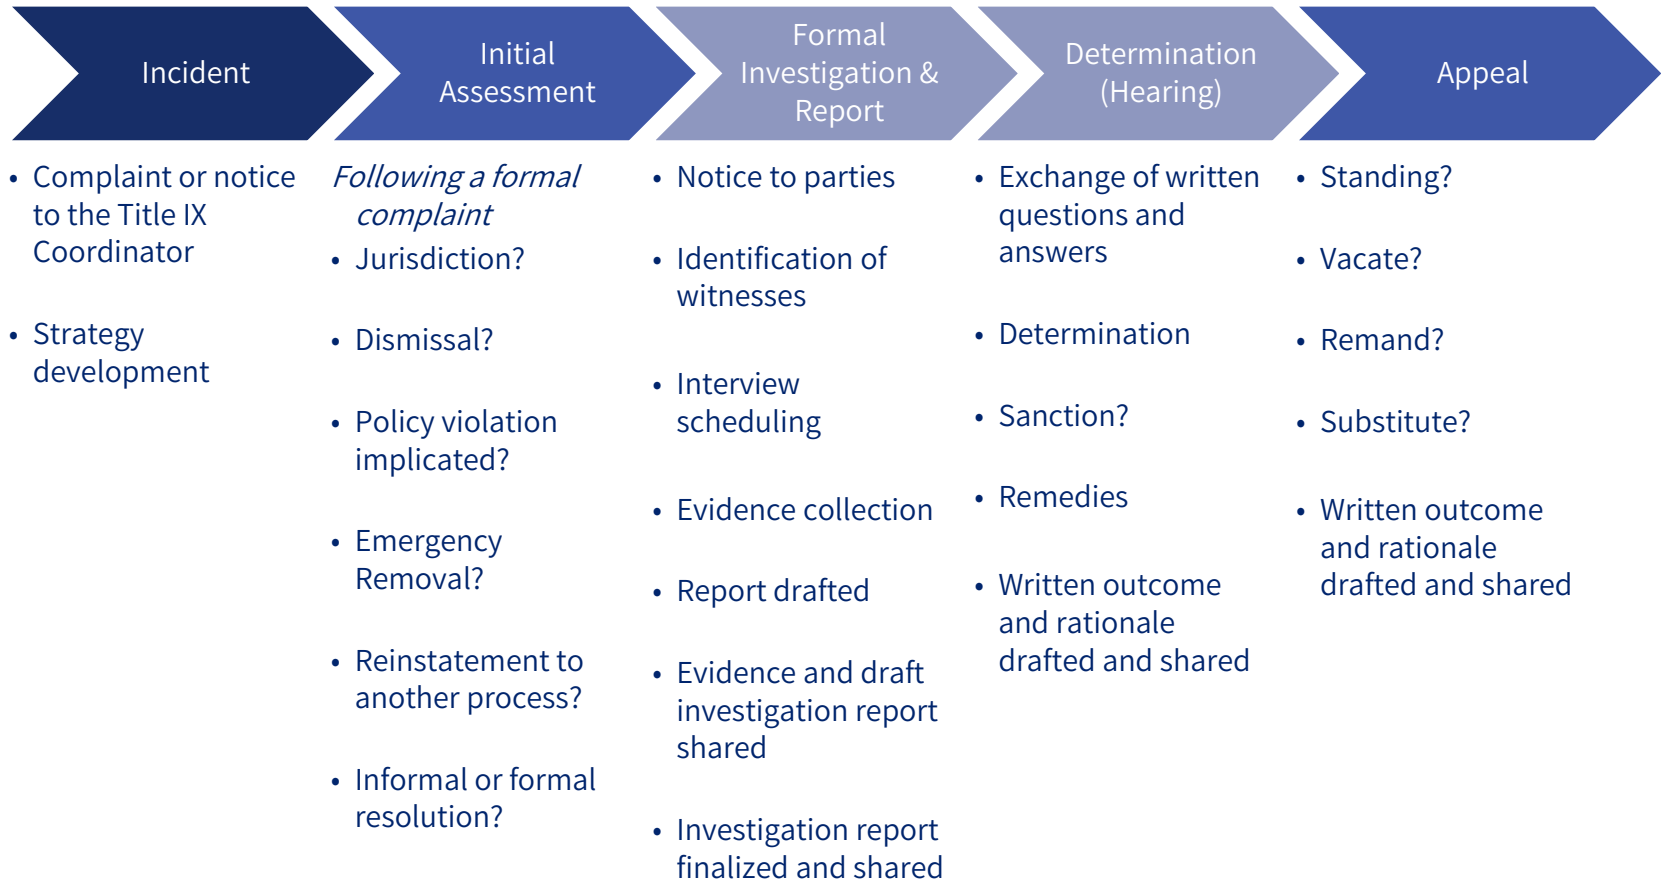 Incident
Initial
Assessment
Formal
Investigation &
Report
Determination
(Hearing)
Appeal
• Complaint or notice
to the Title IX
Coordinator
• Strategy
development
Following a formal
complaint
• Jurisdiction?
• Dismissal?
• Policy violation
implicated?
• Emergency
Removal?
• Reinstatement to
another process?
• Informal or formal
resolution?
• Notice to parties
• Identification of
witnesses
• Interview
scheduling
• Evidence collection
• Report drafted
• Evidence and draft
investigation report
shared
• Investigation report
finalized and shared
• Exchange of written
questions and
answers
• Determination
• Sanction?
• Remedies
• Written outcome
and rationale
drafted and shared
• Standing?
• Vacate?
• Remand?
• Substitute?
• Written outcome
and rationale
drafted and shared